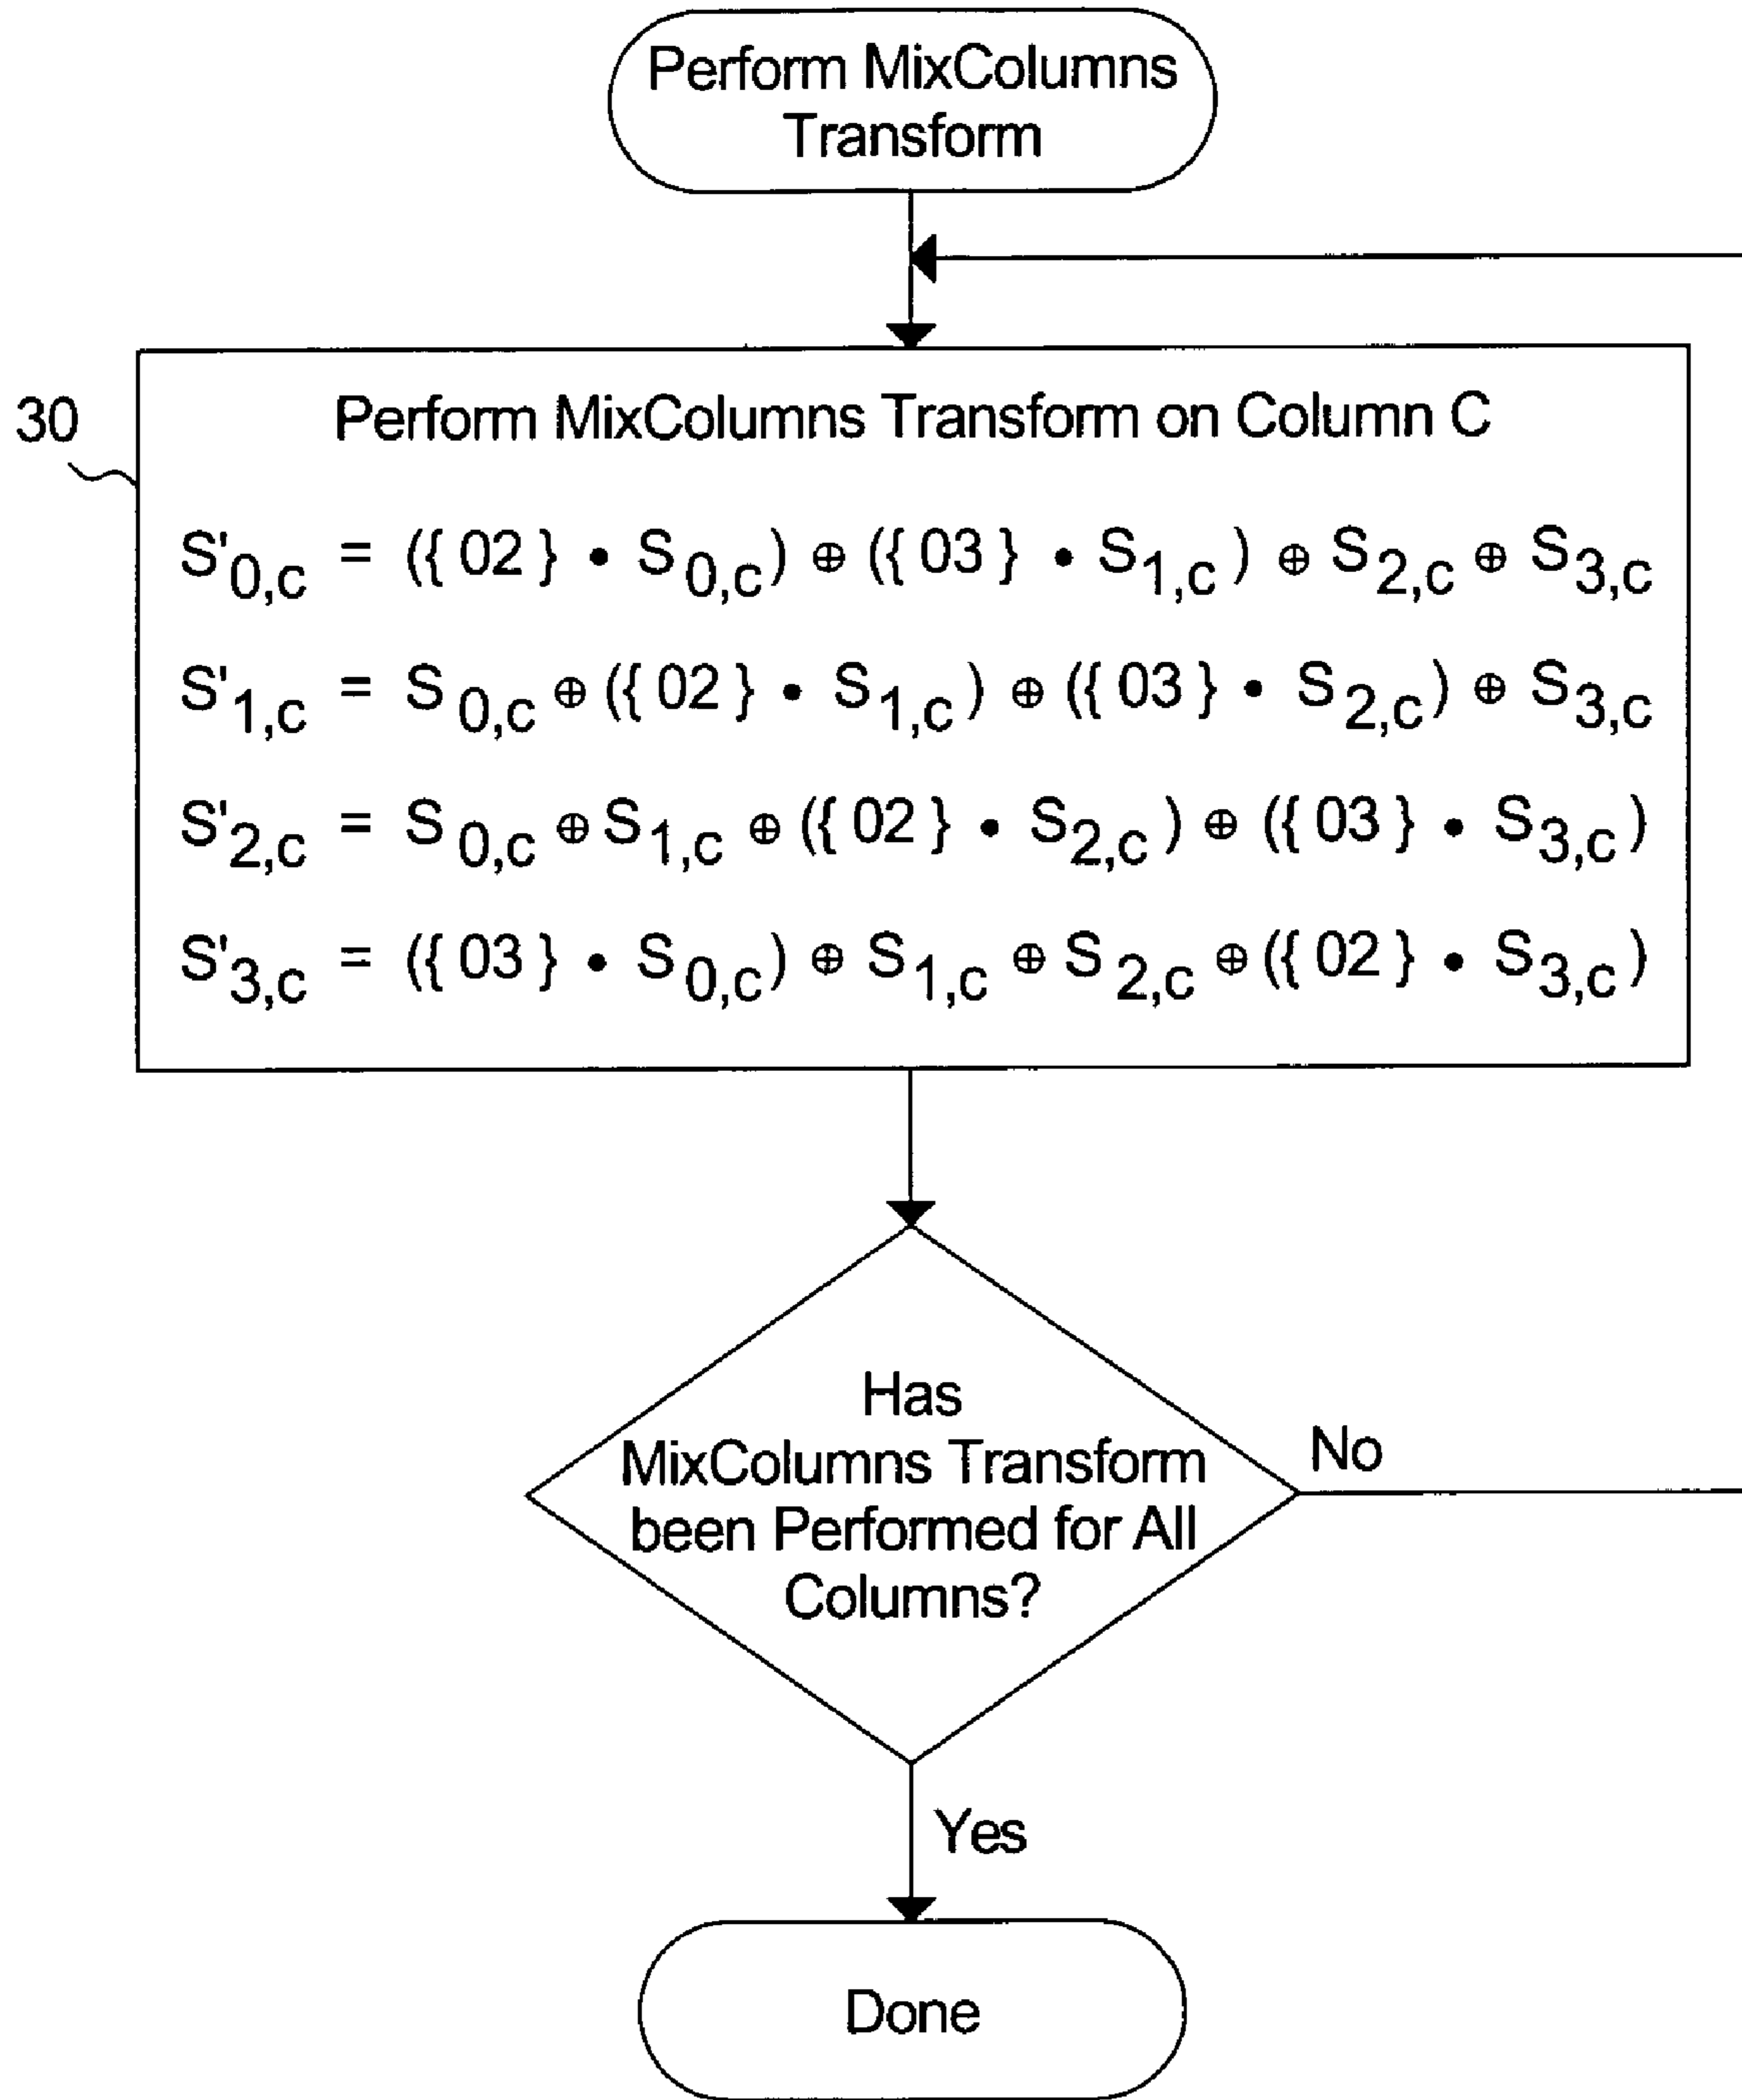 Perform MixColumns
Transform
30
Perform MixColumns Transform on Column C
S'0,c = ({ 02 } • S0,c) ⊕ ({ 03 } • S1,c ) ⊕ S2,c ⊕ S3,c
S'1,c = S0,c ⊕ ({ 02 } • S1,c ) ⊕ ({ 03 } • S2,c ) ⊕ S3,c
S'2,c = S0,c ⊕ S1,c ⊕ ({ 02 } • S2,c ) ⊕ ({ 03 } • S3,c )
S'3,c = ({ 03 } • S0,c) ⊕ S1,c ⊕ S2,c ⊕ ({ 02 } • S3,c )
Has
MixColumns Transform
been Performed for All
Columns?
No
Yes
Done